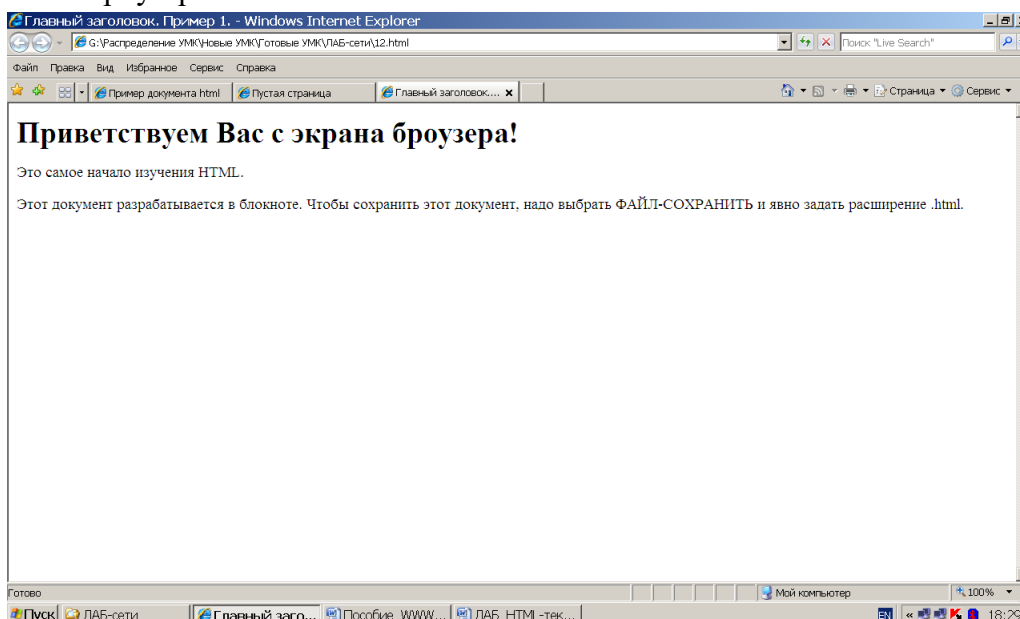 Главный заголовок. Пример 1. - Windows Internet Explorer
G:\Распределение УМК\Новые УМК\Готовые УМК\ЛАБ-сети\12.html
Поиск "Live Search"
Файл Правка Вид Избранное Сервис Справка
Пример документа html Пустая страница Главный заголовок.... Страница Сервис
Приветствуем Вас с экрана броузера!
Это самое начало изучения HTML.
Этот документ разрабатывается в блокноте. Чтобы сохранить этот документ, надо выбрать ФАЙЛ-СОХРАНИТЬ и явно задать расширение .html.
Готово Мой компьютер 100%
Пуск ЛАБ-сети Главный заго... Пособие_WWW.... ЛАБ_HTML-тек... EN « 18:29